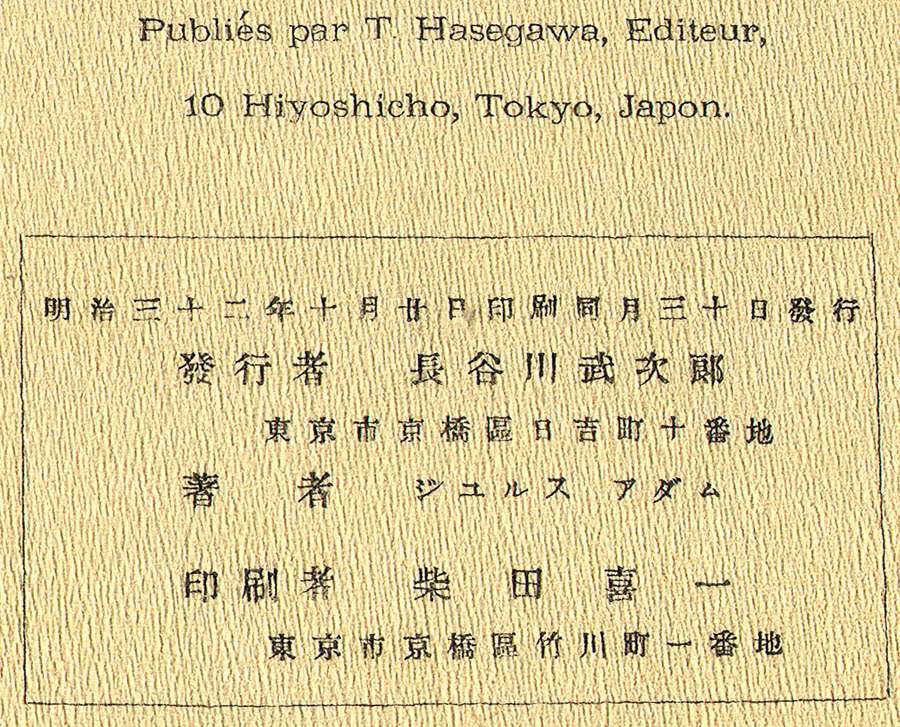 Publiés par T. Hasegawa, Editeur,
10 Hiyoshicho, Tokyo, Japon.
明治三十二年十月廿日印刷同月三十日發行
發行者 長谷川武次郎
東京市京橋區日吉町十番地
著者 ジユルス アダム
印刷者 柴田喜一
東京市京橋區竹川町一番地